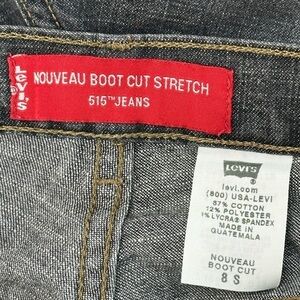 LEVI'S
NOUVEAU BOOT CUT STRETCH
515™ JEANS
Levi's
®
levi.com
(800) USA-LEVI
87% COTTON
12% POLYESTER
1% LYCRA® SPANDEX
MADE IN
GUATEMALA
NOUVEAU
BOOT CUT
8 S